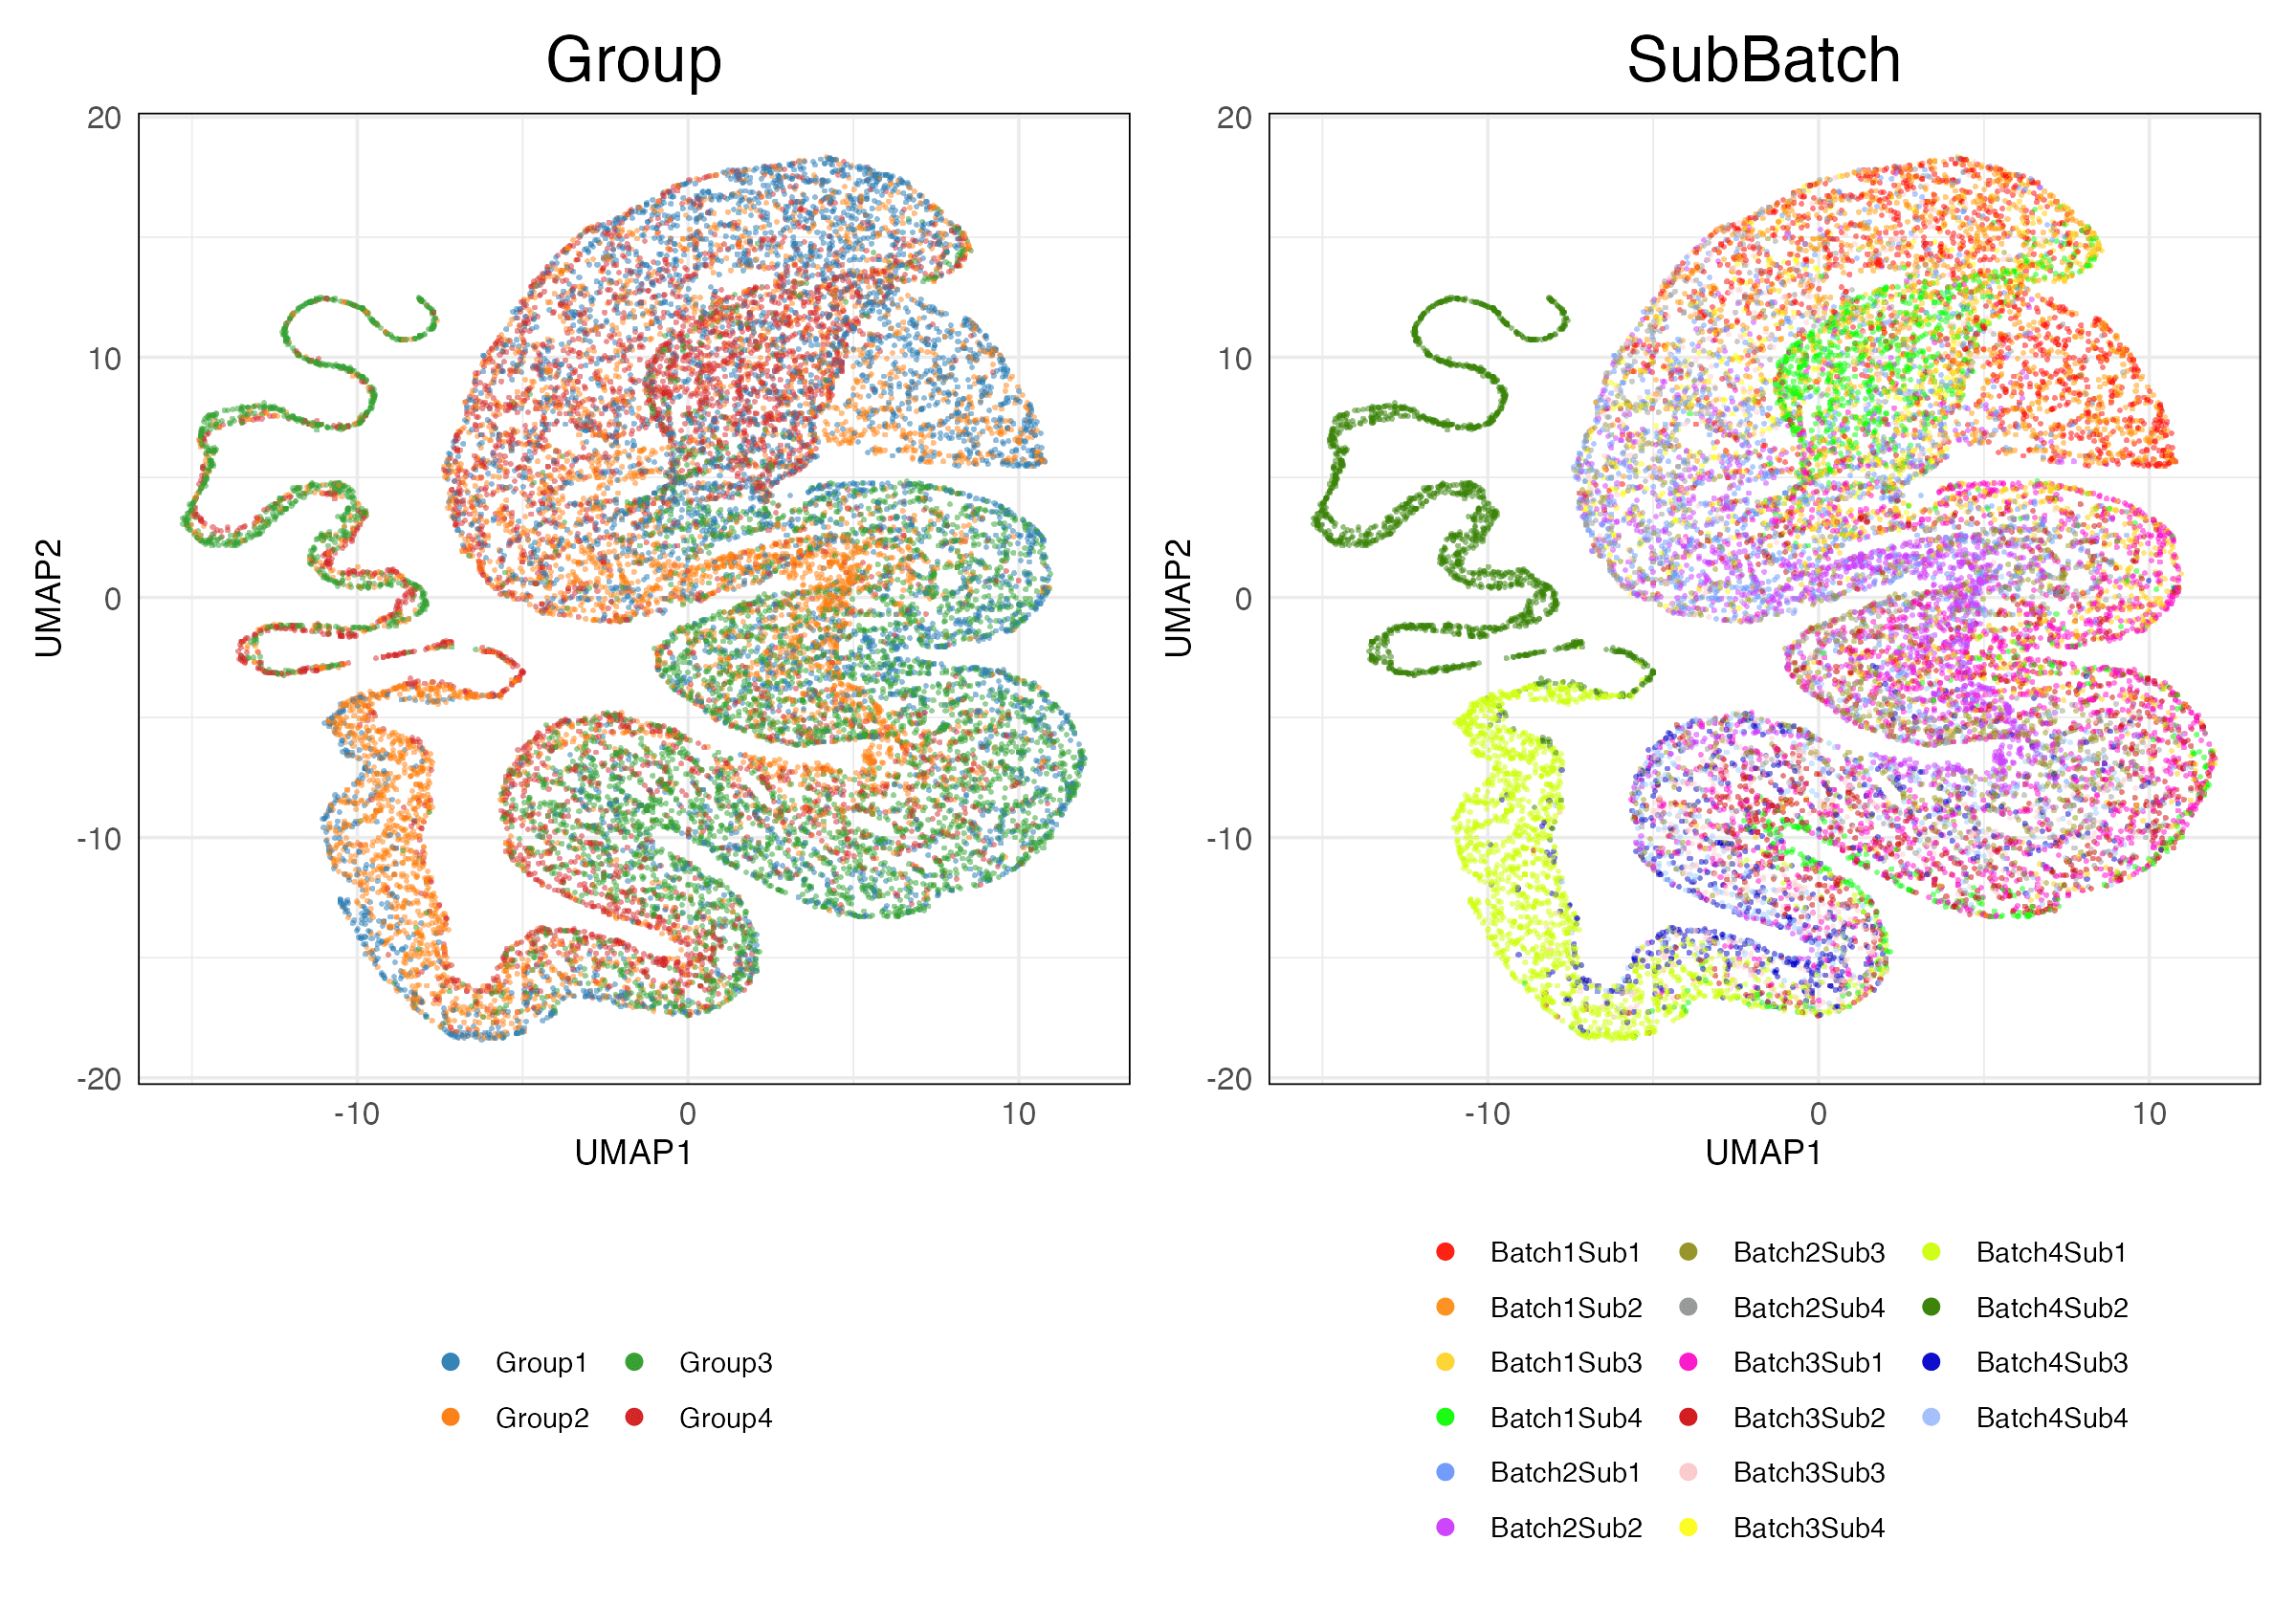 Group
20
10
0
-10
-20
UMAP2
-10 0 10
UMAP1
Group1 Group3
Group2 Group4
SubBatch
20
10
0
-10
-20
UMAP2
-10 0 10
UMAP1
Batch1Sub1 Batch2Sub3 Batch4Sub1
Batch1Sub2 Batch2Sub4 Batch4Sub2
Batch1Sub3 Batch3Sub1 Batch4Sub3
Batch1Sub4 Batch3Sub2 Batch4Sub4
Batch2Sub1 Batch3Sub3
Batch2Sub2 Batch3Sub4